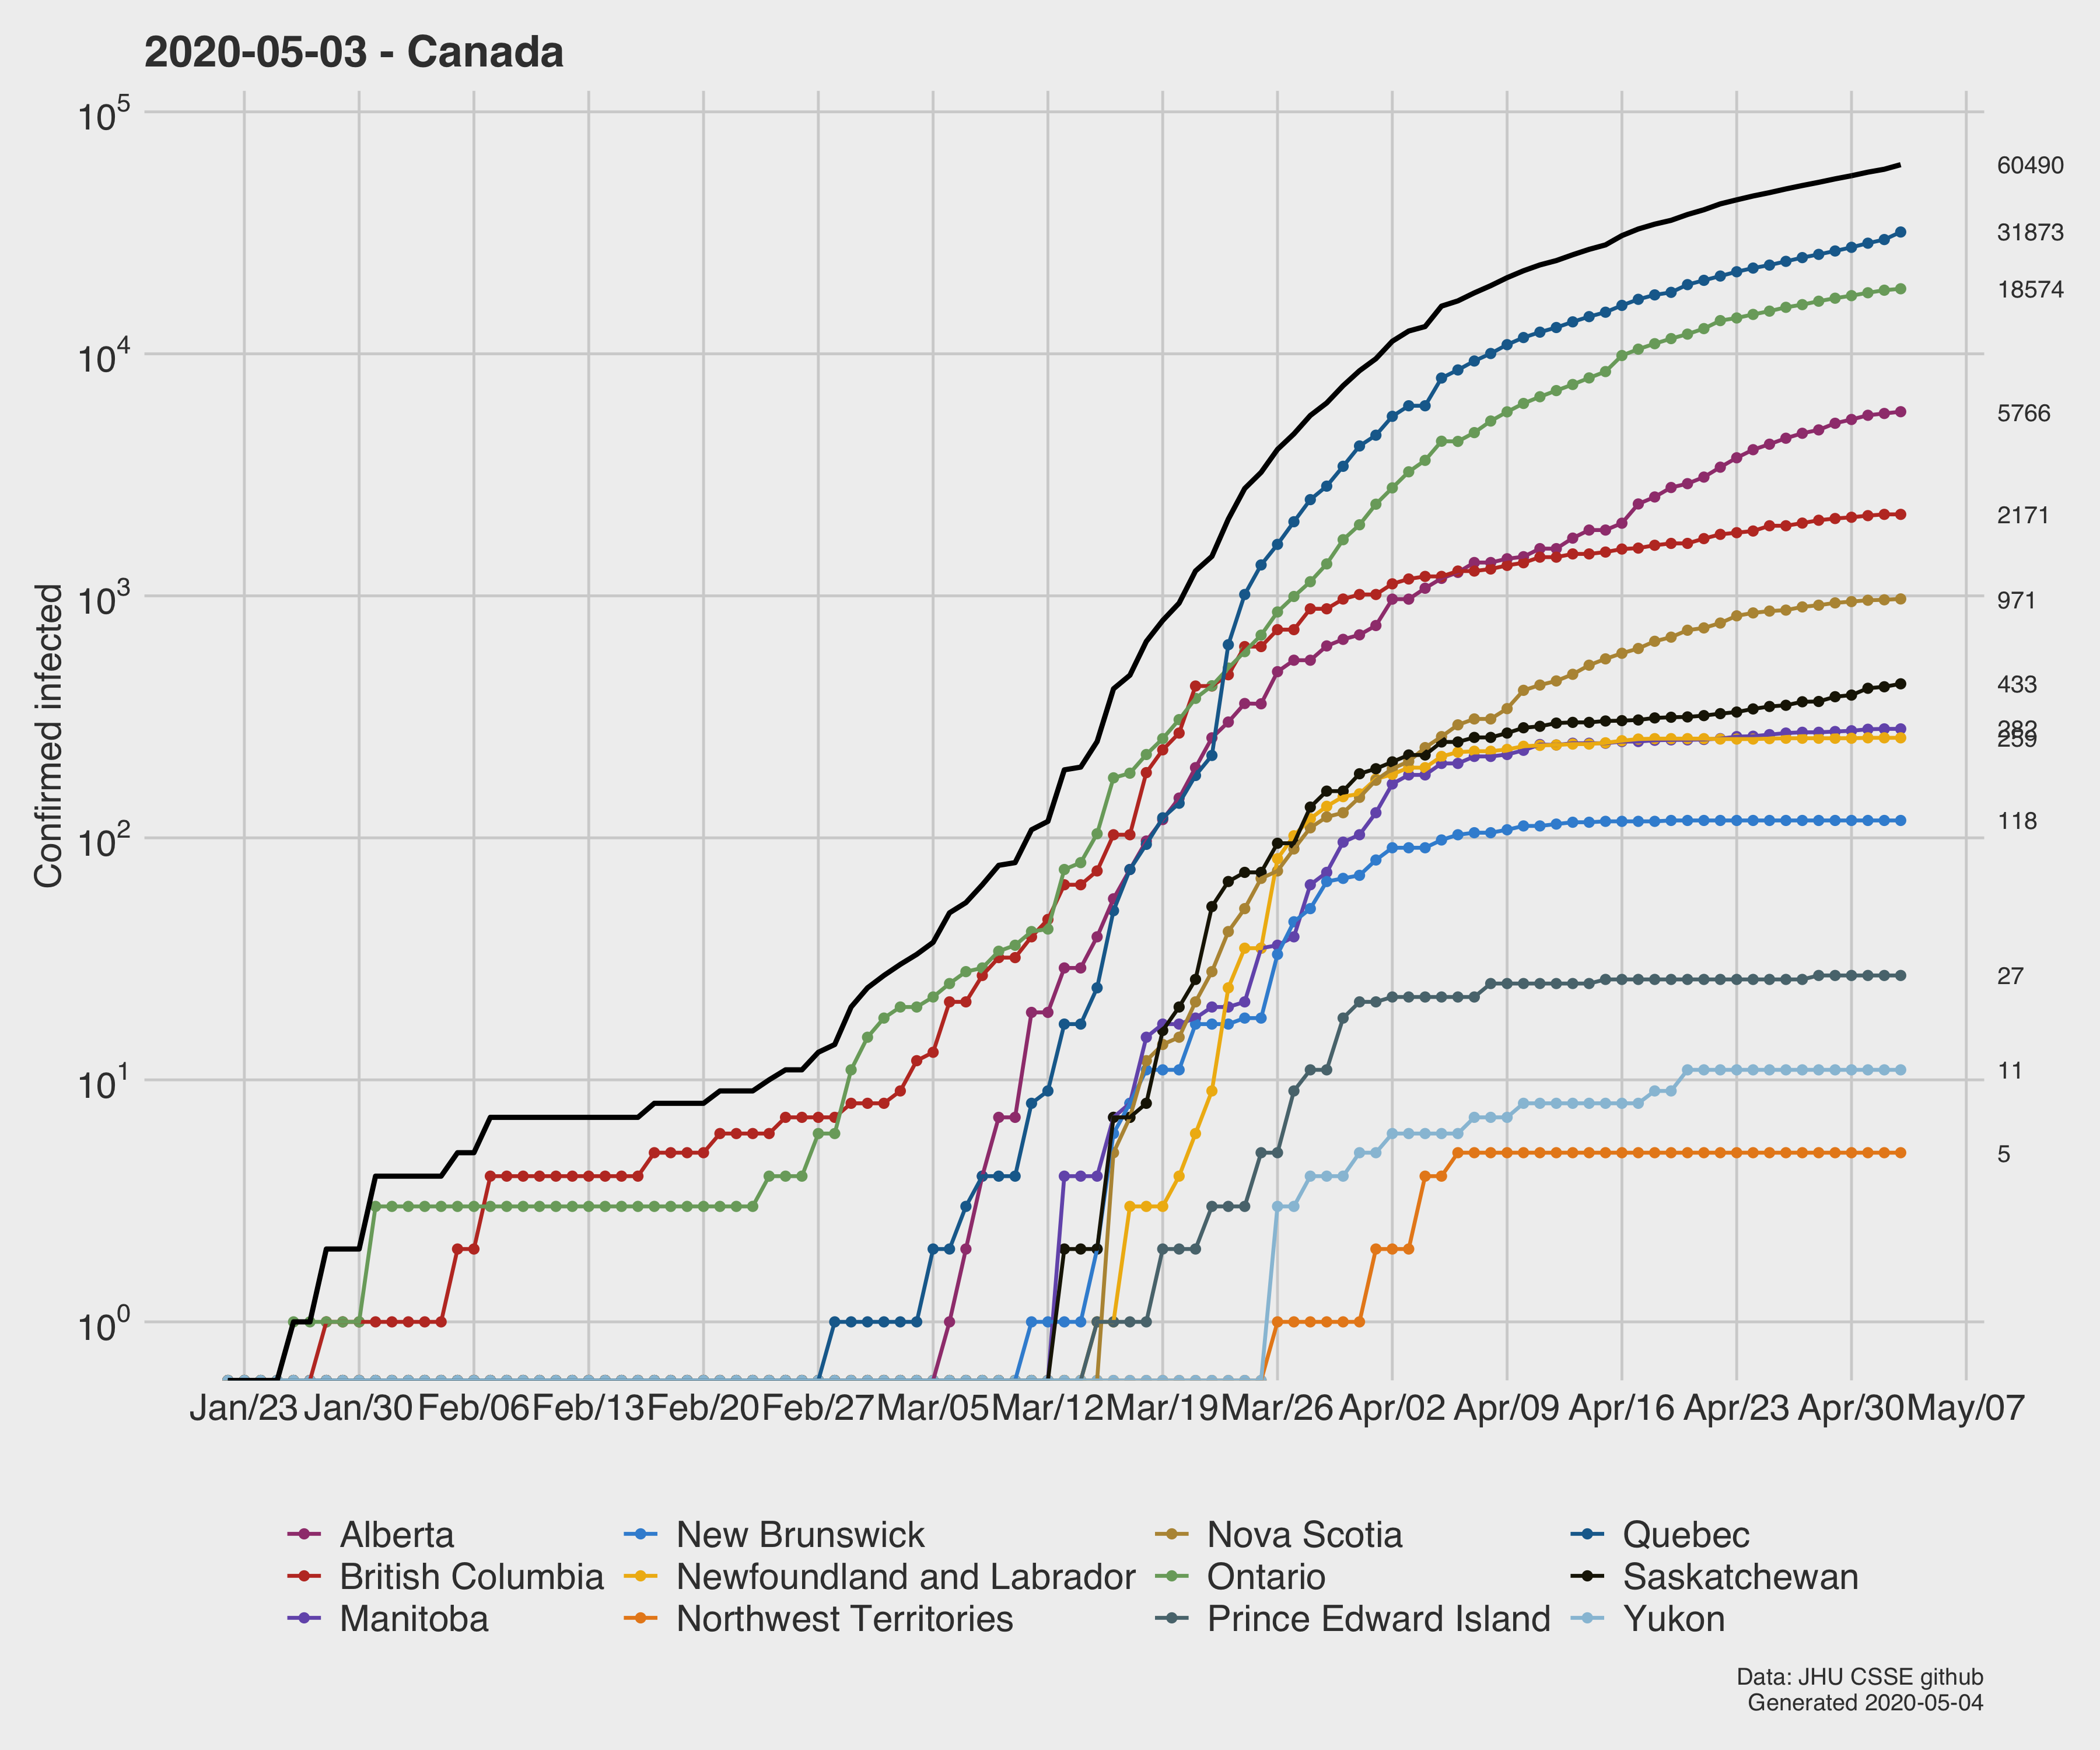 2020-05-03 - Canada
Confirmed infected
10^5
10^4
10^3
10^2
10^1
10^0
60490
31873
18574
5766
2171
971
433
259
118
27
11
5
Jan/23 Jan/30 Feb/06 Feb/13 Feb/20 Feb/27 Mar/05 Mar/12 Mar/19 Mar/26 Apr/02 Apr/09 Apr/16 Apr/23 Apr/30 May/07
Alberta New Brunswick Nova Scotia Quebec
British Columbia Newfoundland and Labrador Ontario Saskatchewan
Manitoba Northwest Territories Prince Edward Island Yukon
Data: JHU CSSE github
Generated 2020-05-04